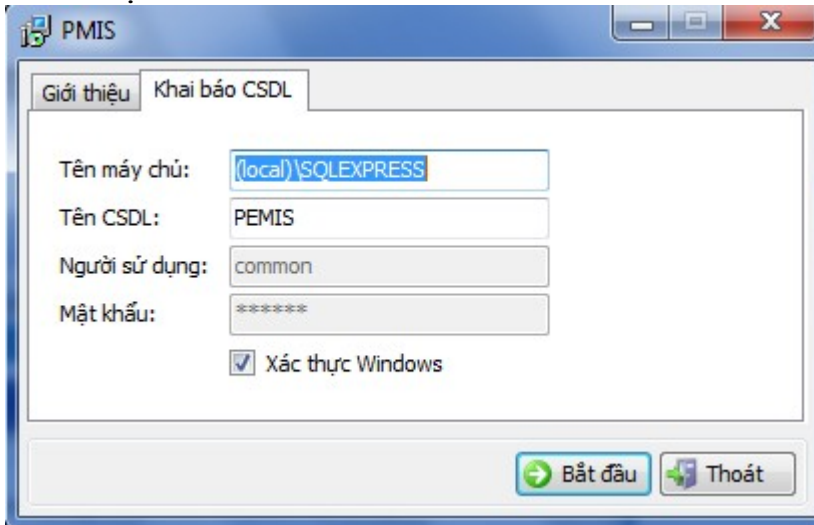 PMIS
Giới thiệu Khai báo CSDL
Tên máy chủ: (local)\SQLEXPRESS
Tên CSDL: PEMIS
Người sử dụng: common
Mật khẩu: ******
Xác thực Windows
Bắt đầu Thoát